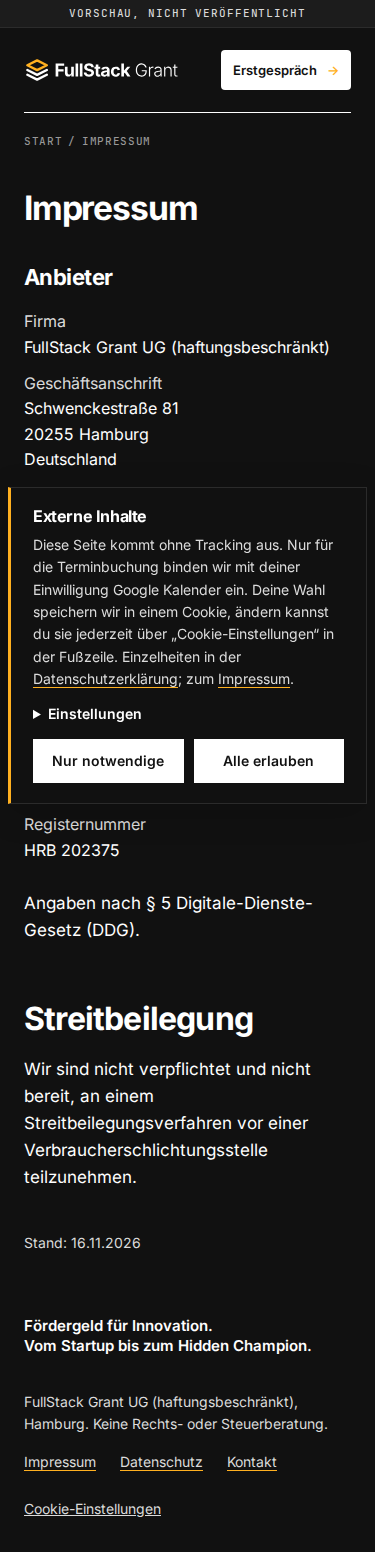 VORSCHAU, NICHT VERÖFFENTLICHT
FullStack Grant
Erstgespräch →
START / IMPRESSUM
Impressum
Anbieter
Firma
FullStack Grant UG (haftungsbeschränkt)
Geschäftsanschrift
Schwenckestraße 81
20255 Hamburg
Deutschland
Externe Inhalte
Diese Seite kommt ohne Tracking aus. Nur für
die Terminbuchung binden wir mit deiner
Einwilligung Google Kalender ein. Deine Wahl
speichern wir in einem Cookie, ändern kannst
du sie jederzeit über „Cookie-Einstellungen“ in
der Fußzeile. Einzelheiten in der
Datenschutzerklärung; zum Impressum.
Einstellungen
Nur notwendige
Alle erlauben
Registernummer
HRB 202375
Angaben nach § 5 Digitale-Dienste-
Gesetz (DDG).
Streitbeilegung
Wir sind nicht verpflichtet und nicht
bereit, an einem
Streitbeilegungsverfahren vor einer
Verbraucherschlichtungsstelle
teilzunehmen.
Stand: 16.11.2026
Fördergeld für Innovation.
Vom Startup bis zum Hidden Champion.
FullStack Grant UG (haftungsbeschränkt),
Hamburg. Keine Rechts- oder Steuerberatung.
Impressum Datenschutz Kontakt
Cookie-Einstellungen